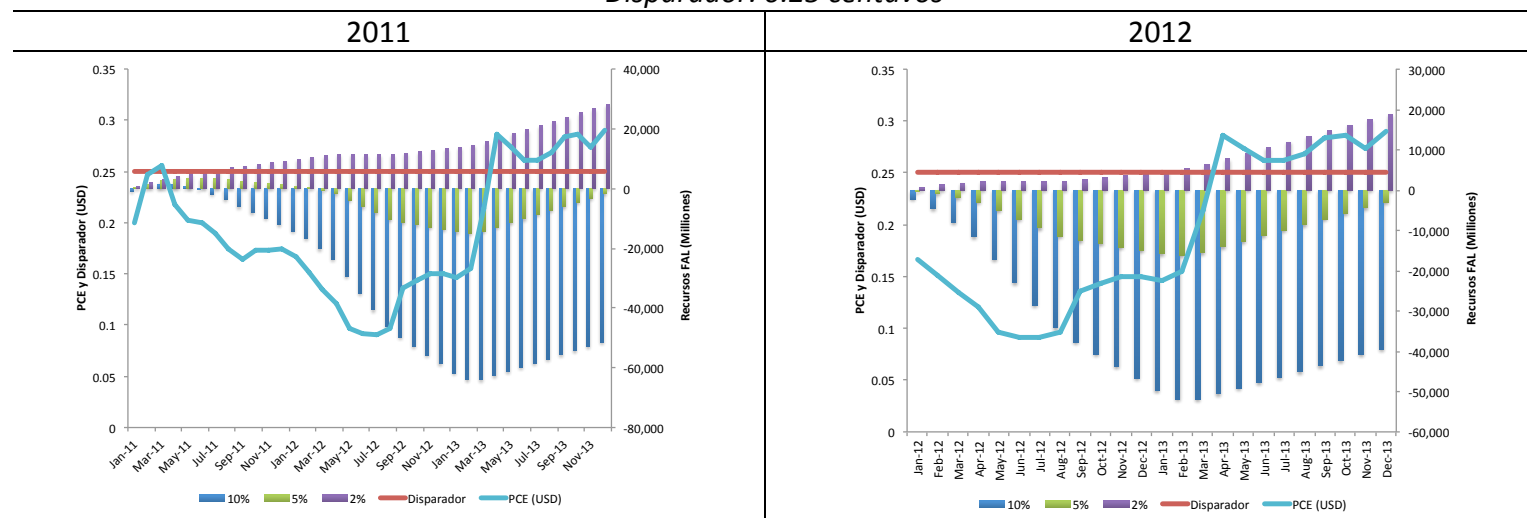 Disparador: 0.25 centavos
2011
2012
0.35
0.3
0.25
0.2
0.15
0.1
0.05
0
PCE y Disparador (USD)
40,000
20,000
0
-20,000
-40,000
-60,000
-80,000
Recursos FAL (Milliones)
Jan-11
Mar-11
May-11
Jul-11
Sep-11
Nov-11
Jan-12
Mar-12
May-12
Jul-12
Sep-12
Nov-12
Jan-13
Mar-13
May-13
Jul-13
Sep-13
Nov-13
10% 5% 2% Disparador PCE (USD)
0.35
0.3
0.25
0.2
0.15
0.1
0.05
0
PCE y Disparador (USD)
30,000
20,000
10,000
0
-10,000
-20,000
-30,000
-40,000
-50,000
-60,000
Recursos FAL (Milliones)
Jan-12
Feb-12
Mar-12
Apr-12
May-12
Jun-12
Jul-12
Aug-12
Sep-12
Oct-12
Nov-12
Dec-12
Jan-13
Feb-13
Mar-13
Apr-13
May-13
Jun-13
Jul-13
Aug-13
Sep-13
Oct-13
Nov-13
Dec-13
10% 5% 2% Disparador PCE (USD)